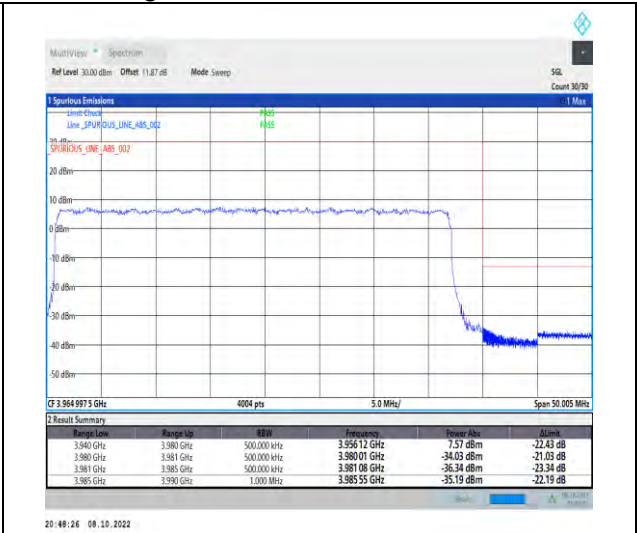 MultiView Spectrum
Ref Level 30.00 dBm Offset 11.87 dB Mode Sweep SGL
Count 30/30
1 Spurious Emissions 1 Max
Limit Check PASS
Line _SPURIOUS_LINE_ABS_002 PASS
_SPURIOUS_LINE_ABS_002
20 dBm
10 dBm
0 dBm
-10 dBm
-20 dBm
-30 dBm
-40 dBm
-50 dBm
CF 3.964 997 5 GHz 4004 pts 5.0 MHz/ Span 50.005 MHz
2 Result Summary
Range Low Range Up RBW Frequency Power Abs ΔLimit
3.940 GHz 3.980 GHz 500.000 kHz 3.956 12 GHz 7.57 dBm -22.43 dB
3.980 GHz 3.981 GHz 500.000 kHz 3.980 01 GHz -34.03 dBm -21.03 dB
3.981 GHz 3.985 GHz 500.000 kHz 3.981 08 GHz -36.34 dBm -23.34 dB
3.985 GHz 3.990 GHz 1.000 MHz 3.985 55 GHz -35.19 dBm -22.19 dB
20:48:26 08.10.2022